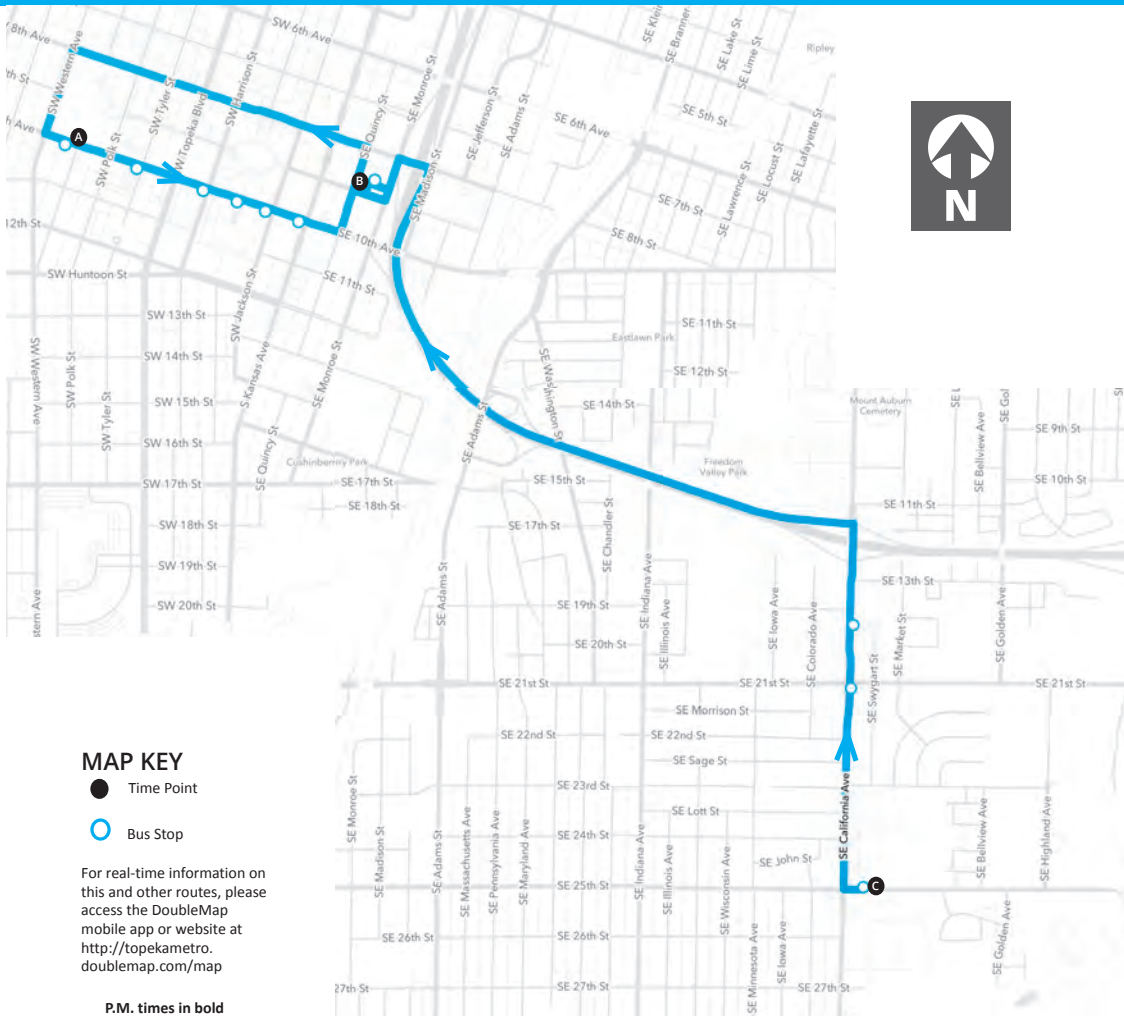 SW 6th Ave
8th Ave
SW Western Ave
SW Tyler St
SW Harrison St
W Topeka Blvd
SW Polk St
A
SE Quincy St
SE Monroe St
B
SE Madison St
SE Jefferson St
SE Adams St
SE 6th Ave
SE 5th St
SE Klein
SE Branner
SE Lake St
SE Lime St
Ripley
SE Lafayette St
SE Locust St
SE Lawrence St
SE 7th St
SE 8th St
N
SE 10th Ave
SE 11th St
12th St
SW Huntoon St
SW 13th St
SW Jackson St
SW 14th St
S Kansas Ave
SE Monroe St
SW Western Ave
SW Polk St
SW Tyler St
SW 15th St
SW 16th St
SE Quincy St
Cushinberry Park
SW 17th St
SE 17th St
SE 18th St
SW 18th St
SW 19th St
SW 20th St
stern Ave
SE Adams St
SE Washington St
SE 14th St
SE 11th St
Eastlawn Park
SE 12th St
Mount Auburn
Cemetery
Freedom
Valley Park
SE 15th St
SE 17th St
SE Chandler St
SE Indiana Ave
SE Illinois Ave
SE 19th St
SE 20th St
SE Adams St
SE Bellview Ave
SE Gol
SE 9th St
SE 10th St
SE 11th St
SE 13th St
SE Iowa Ave
SE Colorado Ave
SE Market St
SE Swygart St
SE Golden Ave
SE 21st St
SE 21st St
SE 21st St
SE Morrison St
SE 22nd St
SE 22nd St
SE Sage St
SE 23rd St
SE Lott St
SE 24th St
SE John St
SE California Ave
SE Bellview Ave
SE Highland Ave
SE Monroe St
SE Madison St
SE Adams St
SE Massachusetts Ave
SE Pennsylvania Ave
SE Maryland Ave
SE Indiana Ave
SE Illinois Ave
SE Wisconsin Ave
SE 25th St
C
SE 26th St
SE 26th St
SE Minnesota Ave
SE Iowa Ave
SE Golden Ave
27th St
SE 27th St
SE 27th St
MAP KEY
Time Point
Bus Stop
For real-time information on
this and other routes, please
access the DoubleMap
mobile app or website at
http://topekametro.
doublemap.com/map
P.M. times in bold